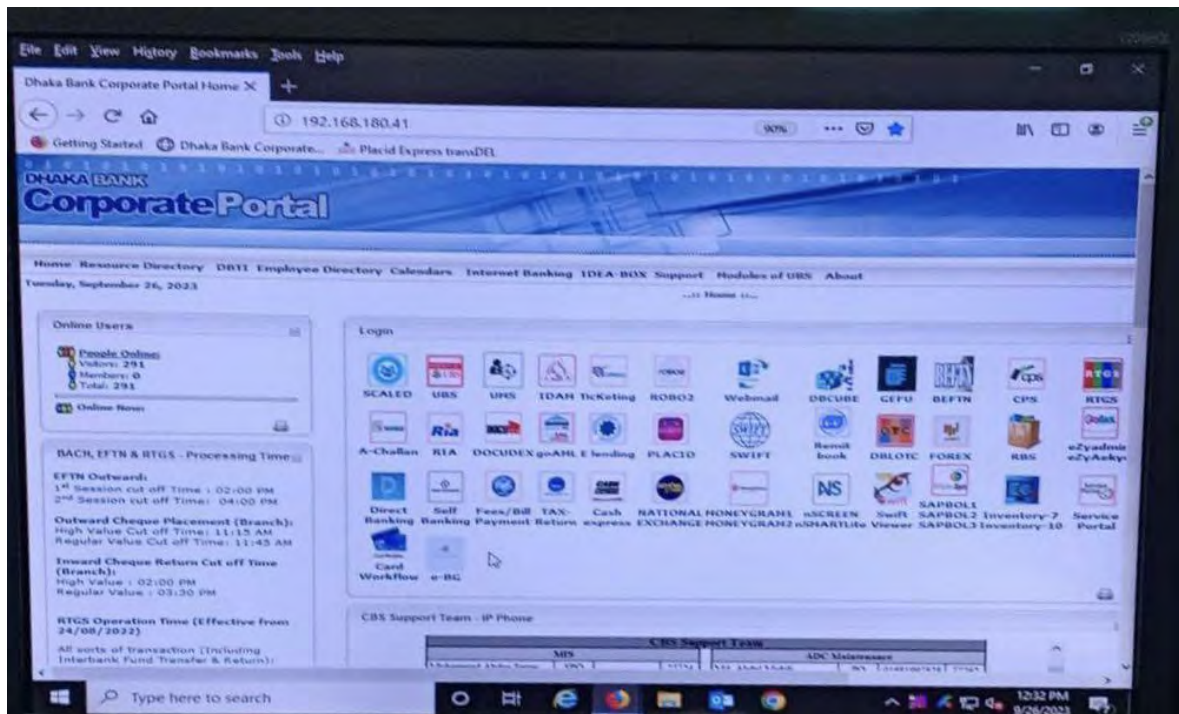 File Edit View History Bookmarks Tools Help
Dhaka Bank Corporate Portal Home
192.168.180.41
90%
Getting Started Dhaka Bank Corporate... Placid Express transDEL
DHAKA BANK
Corporate Portal
Home Resource Directory DBTI Employee Directory Calendars Internet Banking IDEA-BOX Support Modules of UBS About
Tuesday, September 26, 2023
..:: Home ::..
Online Users
People Online:
Visitors: 291
Members: 0
Total: 291
Online Now:
BACH, EFTN & RTGS - Processing Time
EFTN Outward:
1st Session cut off Time : 02:00 PM
2nd Session cut off Time: 04:00 PM
Outward Cheque Placement (Branch):
High Value Cut off Time: 11:15 AM
Regular Value Cut off Time: 11:45 AM
Inward Cheque Return Cut off Time
(Branch):
High Value : 02:00 PM
Regular Value : 03:30 PM
RTGS Operation Time (Effective from
24/08/2022)
All sorts of transaction (Including
Interbank Fund Transfer & Return):
Login
SCALED UBS UMS IDAM TicKeting ROBO2 Webmail DBCUBE GEFU BEFTN CPS RTGS
A-Challan RIA DOCUDEX goAML E lending PLACID SWIFT Remit book DBLOTC FOREX RBS eZyadmin
eZyAekyc
Direct Banking Self Banking Fees/Bill Payment TAX-Return Cash express NATIONAL EXCHANGE MONEYGRAM1 MONEYGRAM2 nSCREEN nSMARTLite Swift Viewer SAPBOL1 SAPBOL2 SAPBOL3 Inventory-7 Inventory-10 Service Portal
Card Workflow e-BG
CBS Support Team - IP Phone
CBS Support Team
MIS ADC Maintenance
Type here to search
12:32 PM
9/26/2023